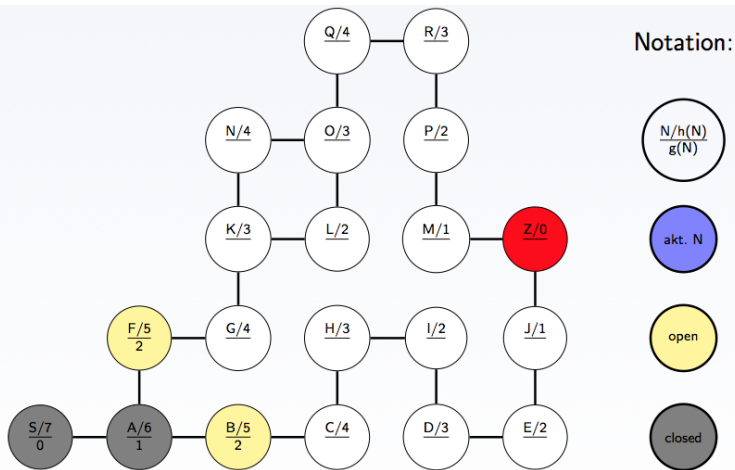 Q/4 R/3 Notation:
N/4 O/3 P/2 N/h(N)
g(N)
K/3 L/2 M/1 Z/0 akt. N
F/5 G/4 H/3 I/2 J/1 open
2
S/7 A/6 B/5 C/4 D/3 E/2 closed
0 1 2